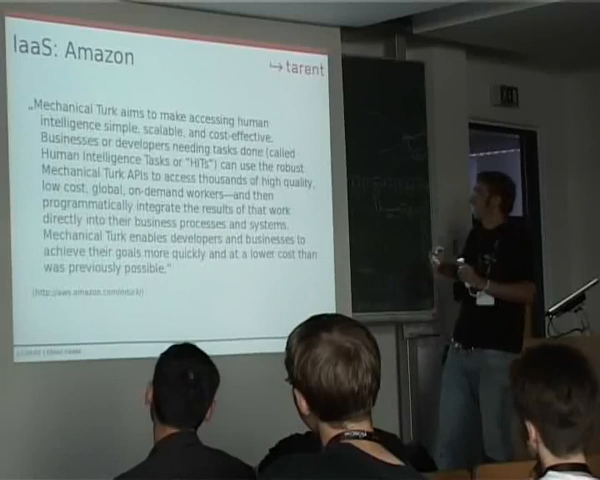 IaaS: Amazon
tarent
„Mechanical Turk aims to make accessing human
intelligence simple, scalable, and cost-effective.
Businesses or developers needing tasks done (called
Human Intelligence Tasks or "HITs") can use the robust
Mechanical Turk APIs to access thousands of high quality,
low cost, global, on-demand workers—and then
programmatically integrate the results of that work
directly into their business processes and systems.
Mechanical Turk enables developers and businesses to
achieve their goals more quickly and at a lower cost than
was previously possible."
(http://aws.amazon.com/mturk/)